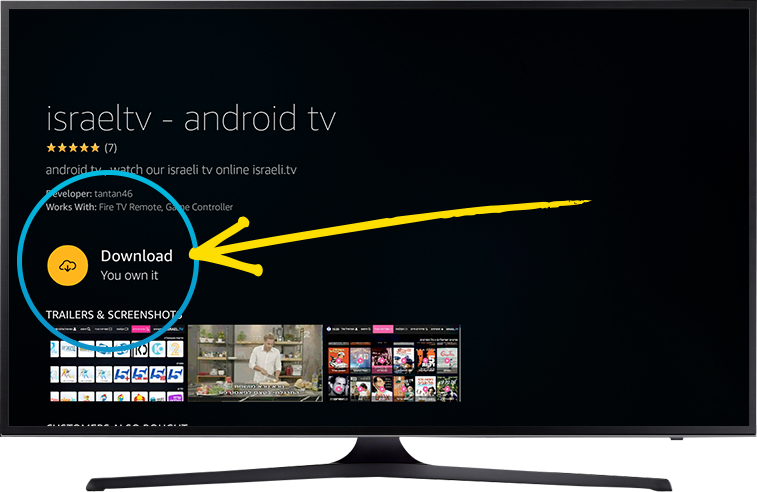 israeltv - android tv
(7)
android tv , watch our israeli tv online israeli.tv
Developer: tantan46
Works With: Fire TV Remote, Game Controller
Download
You own it
TRAILERS & SCREENSHOTS
CUSTOMERS ALSO BOUGHT